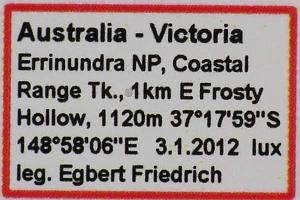 Australia - Victoria
Errinundra NP, Coastal
Range Tk., 1km E Frosty
Hollow, 1120m 37°17'59"S
148°58'06"E 3.1.2012 lux
leg. Egbert Friedrich